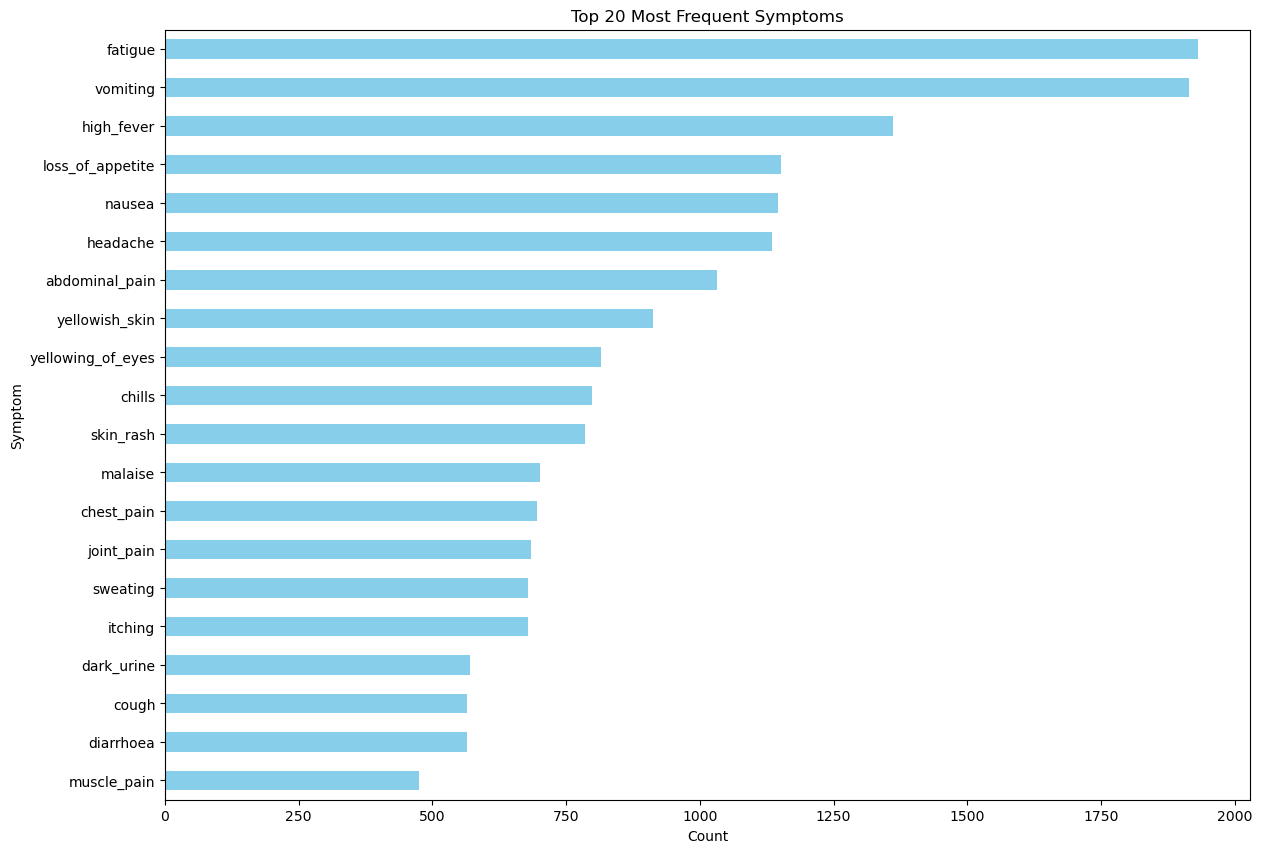 Top 20 Most Frequent Symptoms
fatigue
vomiting
high_fever
loss_of_appetite
nausea
headache
abdominal_pain
yellowish_skin
yellowing_of_eyes
chills
skin_rash
malaise
chest_pain
joint_pain
sweating
itching
dark_urine
cough
diarrhoea
muscle_pain
Symptom
0 250 500 750 1000 1250 1500 1750 2000
Count